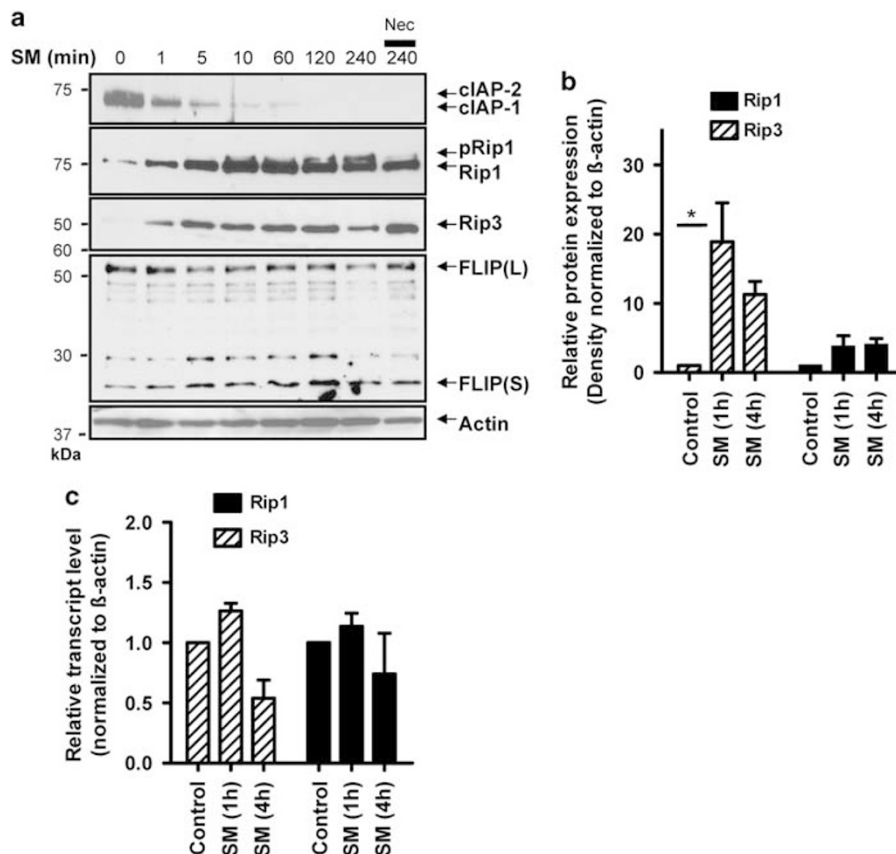 a
Nec
SM (min) 0 1 5 10 60 120 240 240
75
cIAP-2
cIAP-1
pRip1
75
Rip1
50
Rip3
60
50
FLIP(L)
30
FLIP(S)
Actin
37
kDa
b
Rip1
Rip3
Relative protein expression
(Density normalized to ß-actin)
30
20
10
0
*
Control
SM (1h)
SM (4h)
Control
SM (1h)
SM (4h)
c
Rip1
Rip3
Relative transcript level
(normalized to ß-actin)
2.0
1.5
1.0
0.5
0.0
Control
SM (1h)
SM (4h)
Control
SM (1h)
SM (4h)